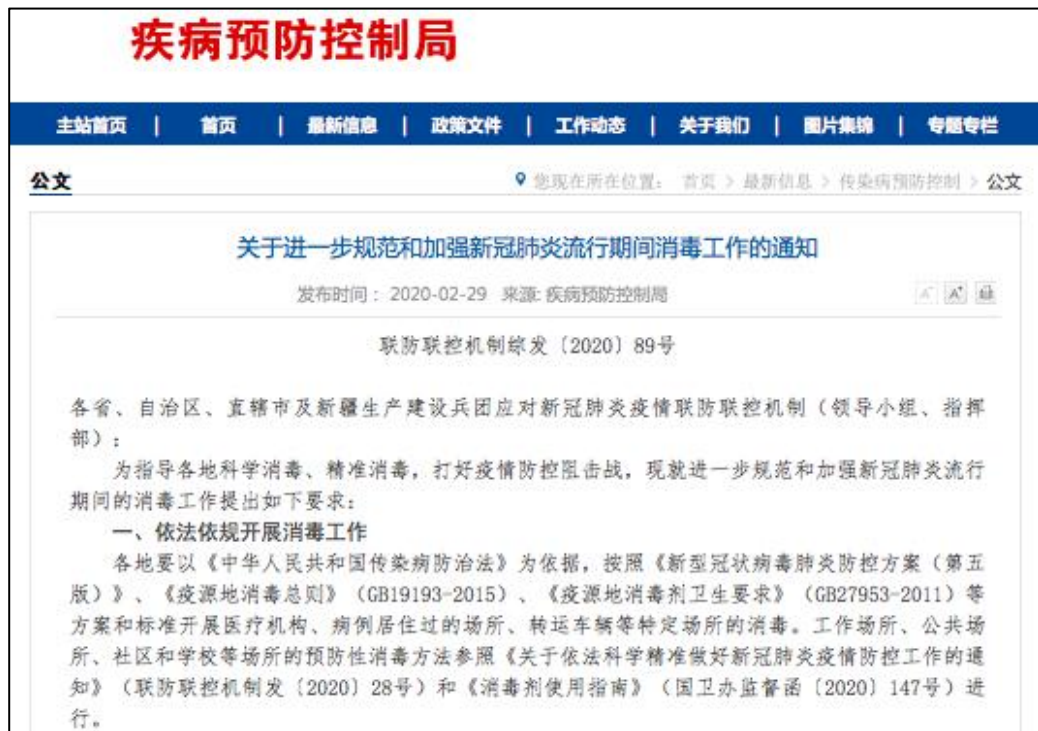 疾病预防控制局
主站首页 | 首页 | 最新信息 | 政策文件 | 工作动态 | 关于我们 | 图片集锦 | 专题专栏
公文 您现在所在位置: 首页 > 最新信息 > 传染病预防控制 > 公文
关于进一步规范和加强新冠肺炎流行期间消毒工作的通知
发布时间: 2020-02-29 来源: 疾病预防控制局
联防联控机制综发〔2020〕89号
各省、自治区、直辖市及新疆生产建设兵团应对新冠肺炎疫情联防联控机制(领导小组、指挥
部):
为指导各地科学消毒、精准消毒,打好疫情防控阻击战,现就进一步规范和加强新冠肺炎流行
期间的消毒工作提出如下要求:
一、依法依规开展消毒工作
各地要以《中华人民共和国传染病防治法》为依据,按照《新型冠状病毒肺炎防控方案(第五
版)》、《疫源地消毒总则》(GB19193-2015)、《疫源地消毒剂卫生要求》(GB27953-2011)等
方案和标准开展医疗机构、病例居住过的场所、转运车辆等特定场所的消毒。工作场所、公共场
所、社区和学校等场所的预防性消毒方法参照《关于依法科学精准做好新冠肺炎疫情防控工作的通
知》(联防联控机制发〔2020〕28号)和《消毒剂使用指南》(国卫办监督函〔2020〕147号)进
行。